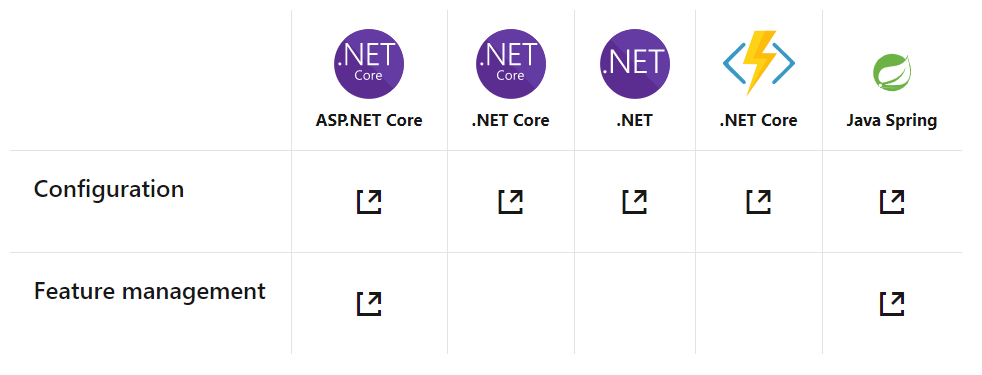 .NET Core .NET Core .NET
ASP.NET Core .NET Core .NET .NET Core Java Spring
Configuration
Feature management